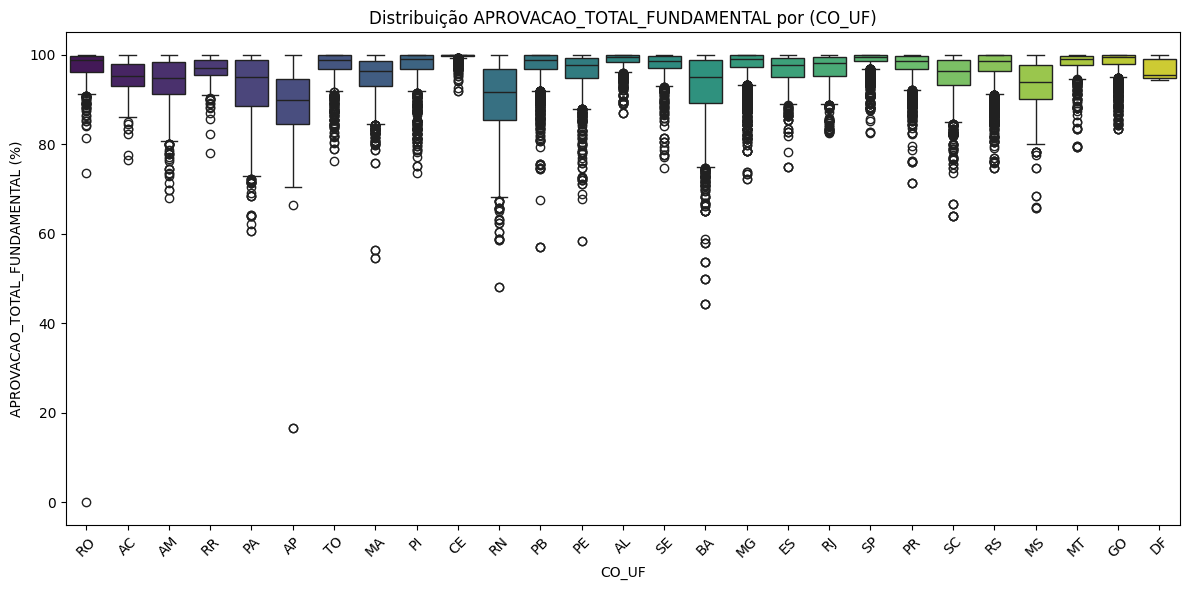 Distribuição APROVACAO_TOTAL_FUNDAMENTAL por (CO_UF)
APROVACAO_TOTAL_FUNDAMENTAL (%)
100
80
60
40
20
0
RO AC AM RR PA AP TO MA PI CE RN PB PE AL SE BA MG ES RJ SP PR SC RS MS MT GO DF
CO_UF